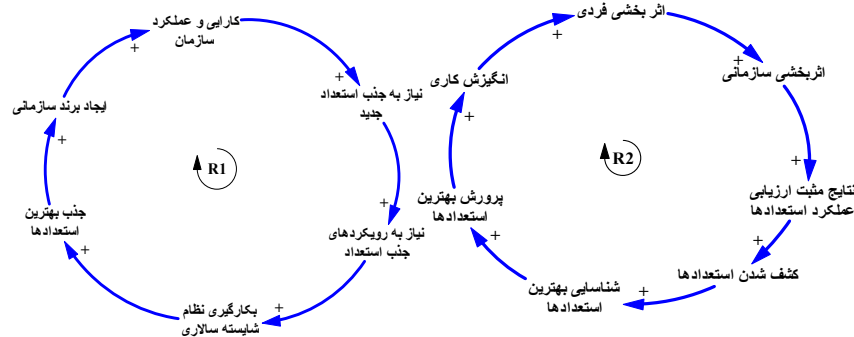 کارایی و عملکرد
سازمان
+
نیاز به جذب استعداد
جدید
+
نیاز به رویکردهای
جذب استعداد
+
بکارگیری نظام
شایسته سالاری
+
جذب بهترین
استعدادها
+
ایجاد برند سازمانی
+
R1
اثر بخشی فردی
+
اثربخشی سازمانی
+
نتایج مثبت ارزیابی
عملکرد استعدادها
+
کشف شدن استعدادها
+
شناسایی بهترین
استعدادها
+
پرورش بهترین
استعدادها
+
انگیزش کاری
+
R2